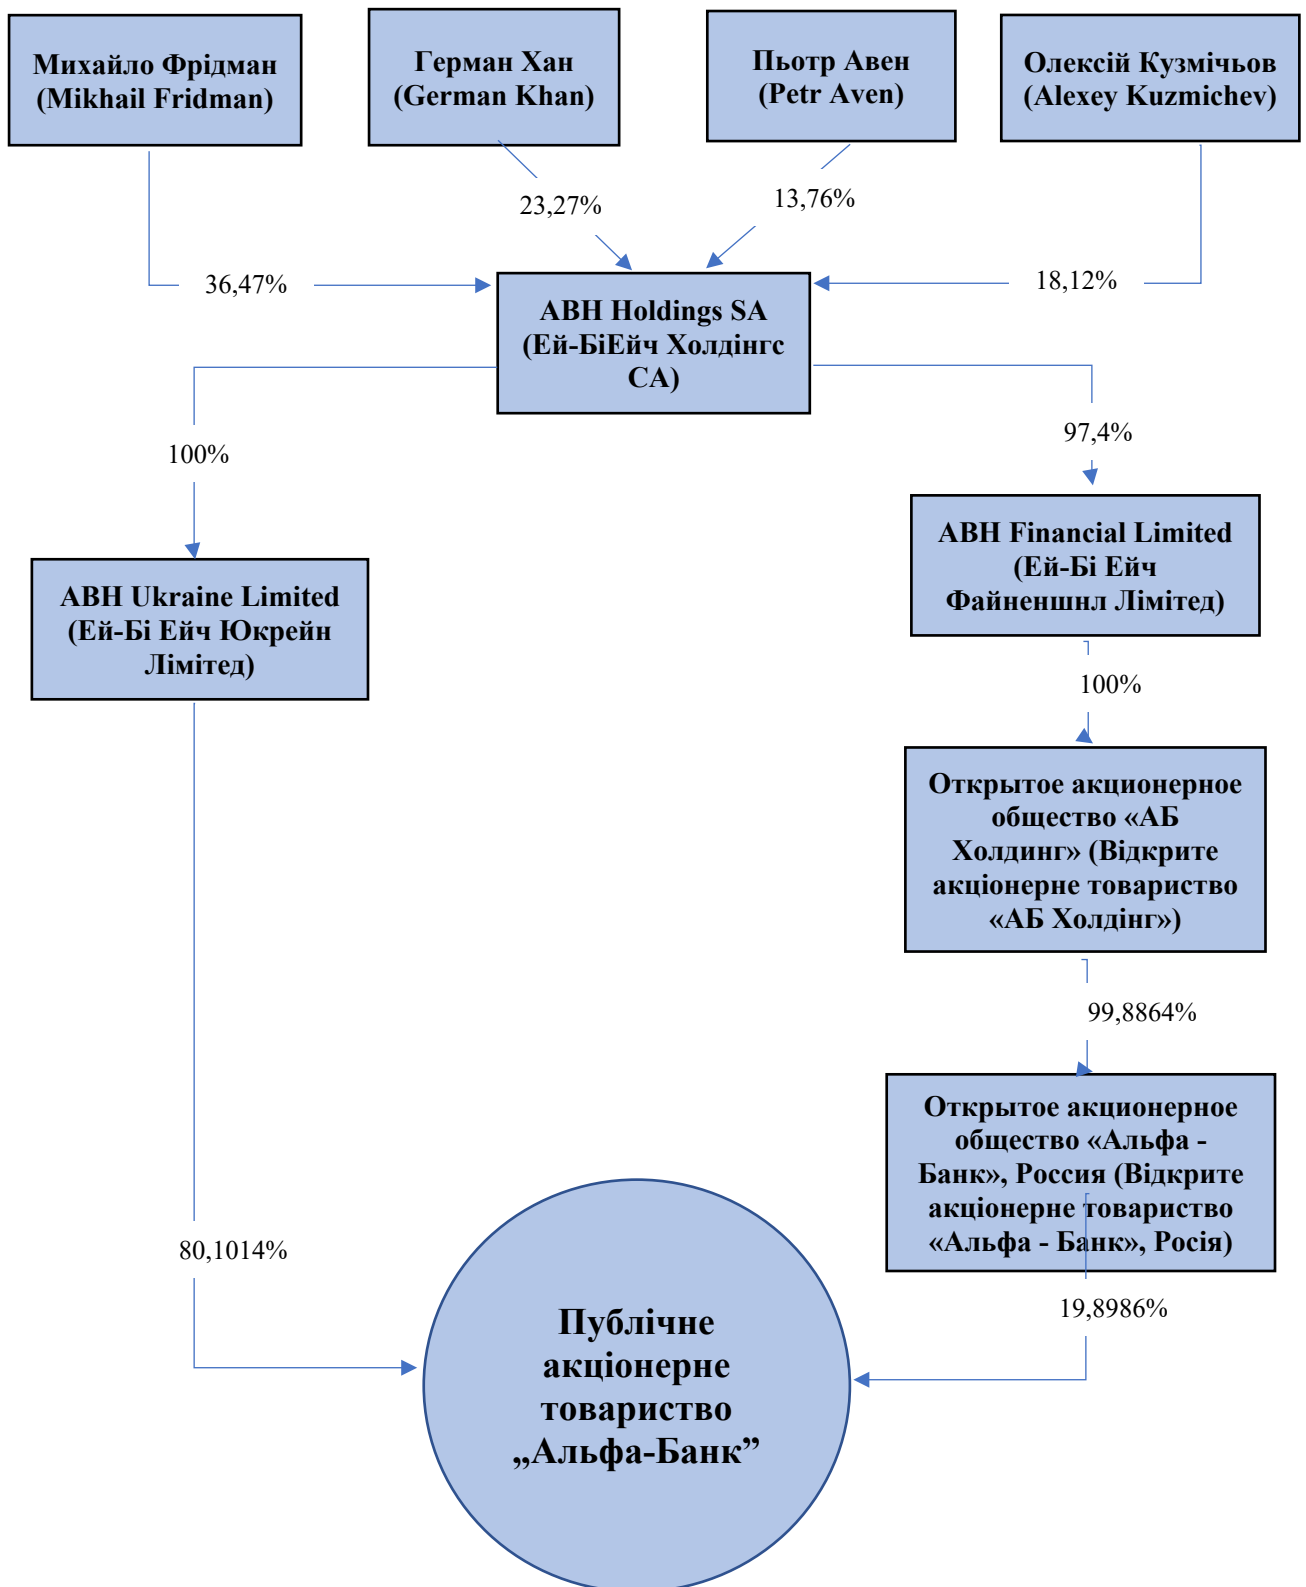 Михайло Фрідман
(Mikhail Fridman)
Герман Хан
(German Khan)
Пьотр Авен
(Petr Aven)
Олексій Кузмічьов
(Alexey Kuzmichev)
23,27%
13,76%
36,47%
18,12%
ABH Holdings SA
(Ей-БіЕйч Холдінгс
СА)
100%
97,4%
ABH Ukraine Limited
(Ей-Бі Ейч Юкрейн
Лімітед)
ABH Financial Limited
(Ей-Бі Ейч
Файненшнл Лімітед)
100%
Открытое акционерное
общество «АБ
Холдинг» (Відкрите
акціонерне товариство
«АБ Холдінг»)
99,8864%
Открытое акционерное
общество «Альфа -
Банк», Россия (Відкрите
акціонерне товариство
«Альфа - Банк», Росія)
80,1014%
19,8986%
Публічне
акціонерне
товариство
„Альфа-Банк”